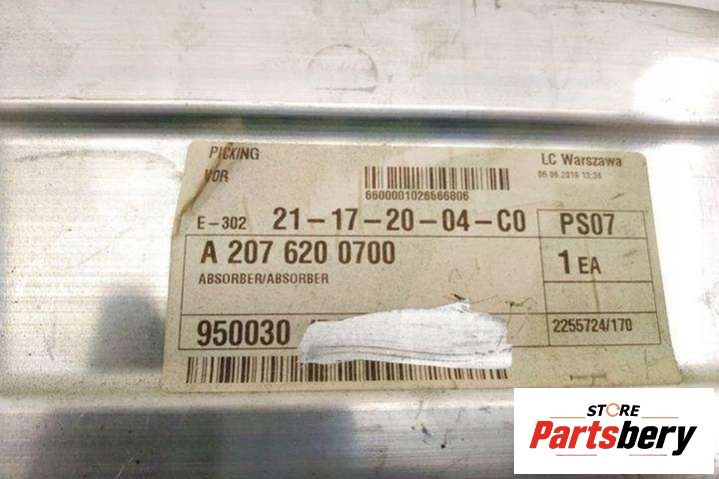 PICKING
VOR
LC Warszawa
6600001026566806
E-302 21-17-20-04-C0 PS07
A 207 620 0700
1 EA
ABSORBER/ABSORBER
950030
2255724/170
STORE
Partsbery